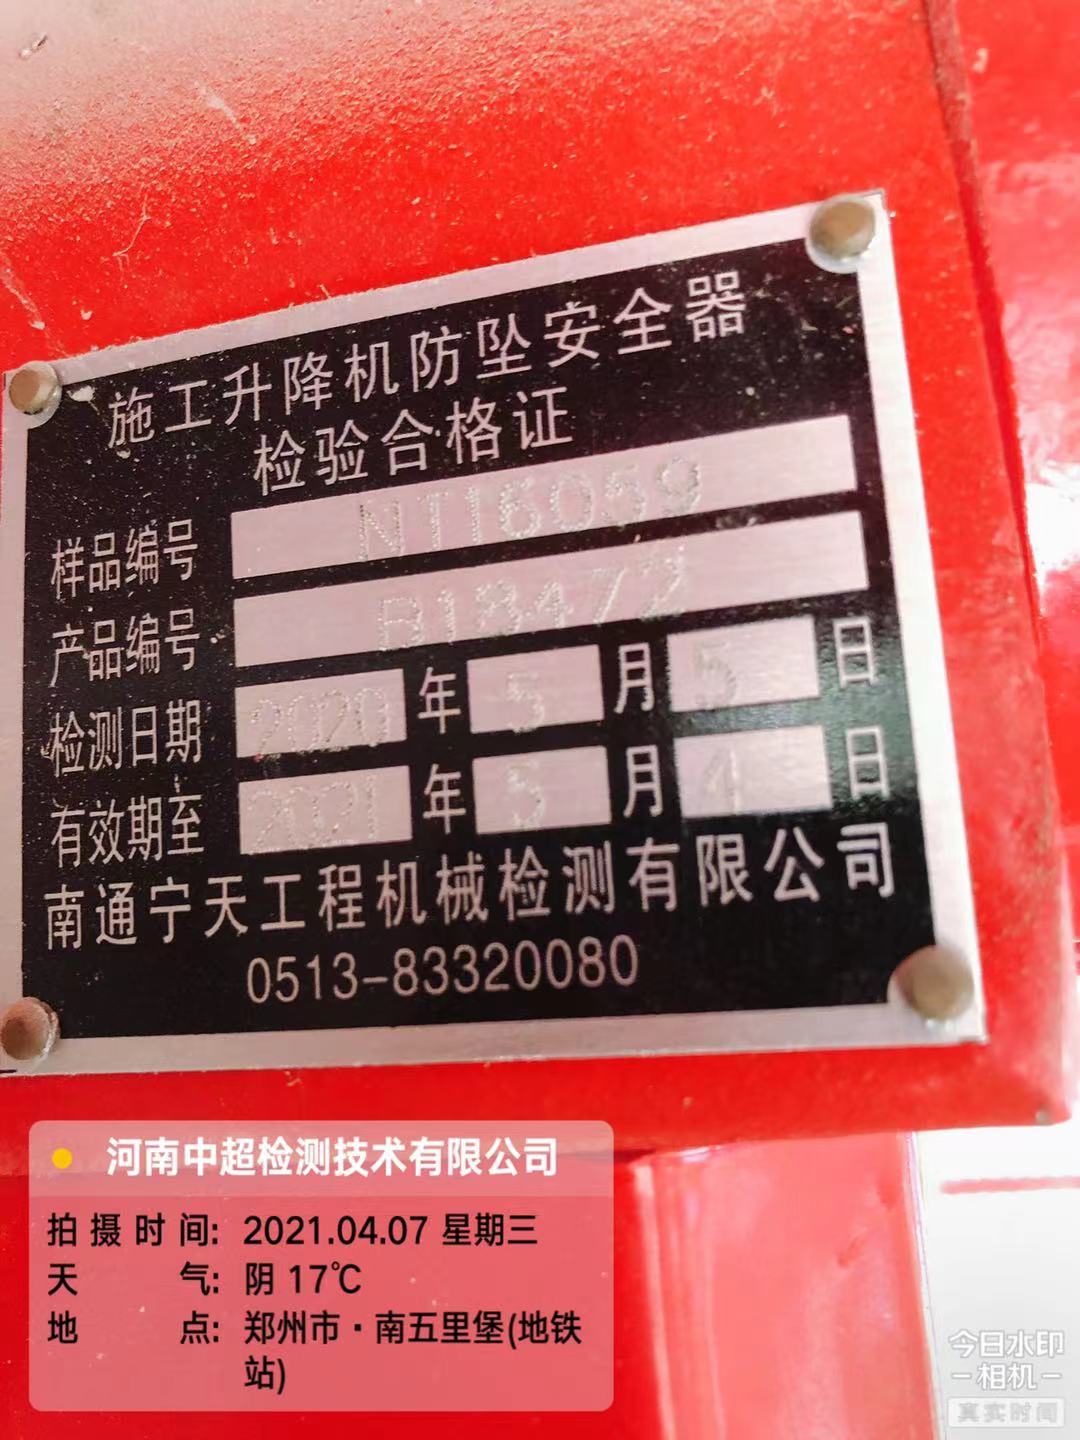 施工升降机防坠安全器
检验合格证
样品编号 NT16059
产品编号 B18472
检测日期 2020 年 5 月 5 日
有效期至 2021 年 5 月 4 日
南通宁天工程机械检测有限公司
0513-83320080
河南中超检测技术有限公司
拍摄时间: 2021.04.07 星期三
天气: 阴 17℃
地点: 郑州市·南五里堡(地铁
站)
今日水印
相机
真实时间